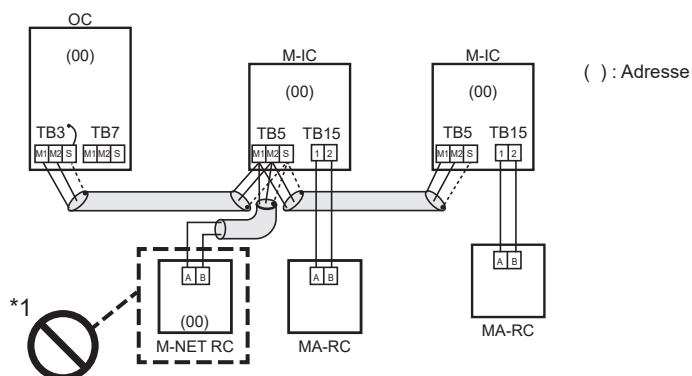 OC
(00)
TB3 TB7
M1 M2 S M1 M2 S
M-IC
(00)
TB5 TB15
M1 M2 S 1 2
M-IC
(00)
TB5 TB15
M1 M2 S 1 2
( ) : Adresse
*1
A B
(00)
M-NET RC
A B
MA-RC
A B
MA-RC